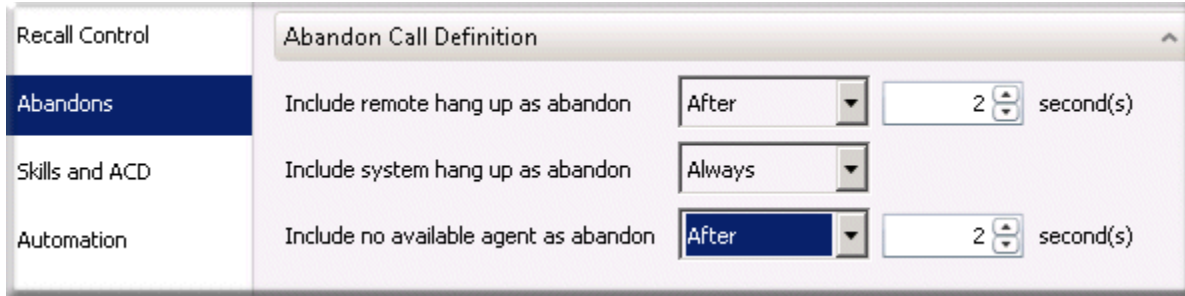 Recall Control
Abandons
Skills and ACD
Automation
Abandon Call Definition
Include remote hang up as abandon After 2 second(s)
Include system hang up as abandon Always
Include no available agent as abandon After 2 second(s)